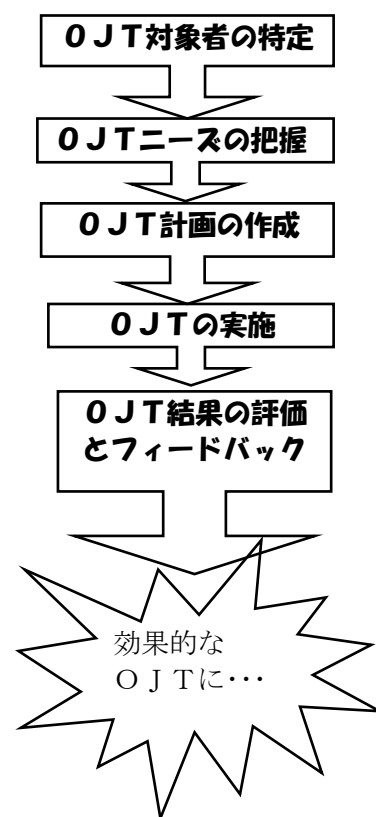 ＯＪＴ対象者の特定
ＯＪＴニーズの把握
ＯＪＴ計画の作成
ＯＪＴの実施
ＯＪＴ結果の評価
とフィードバック
効果的な
ＯＪＴに･･･